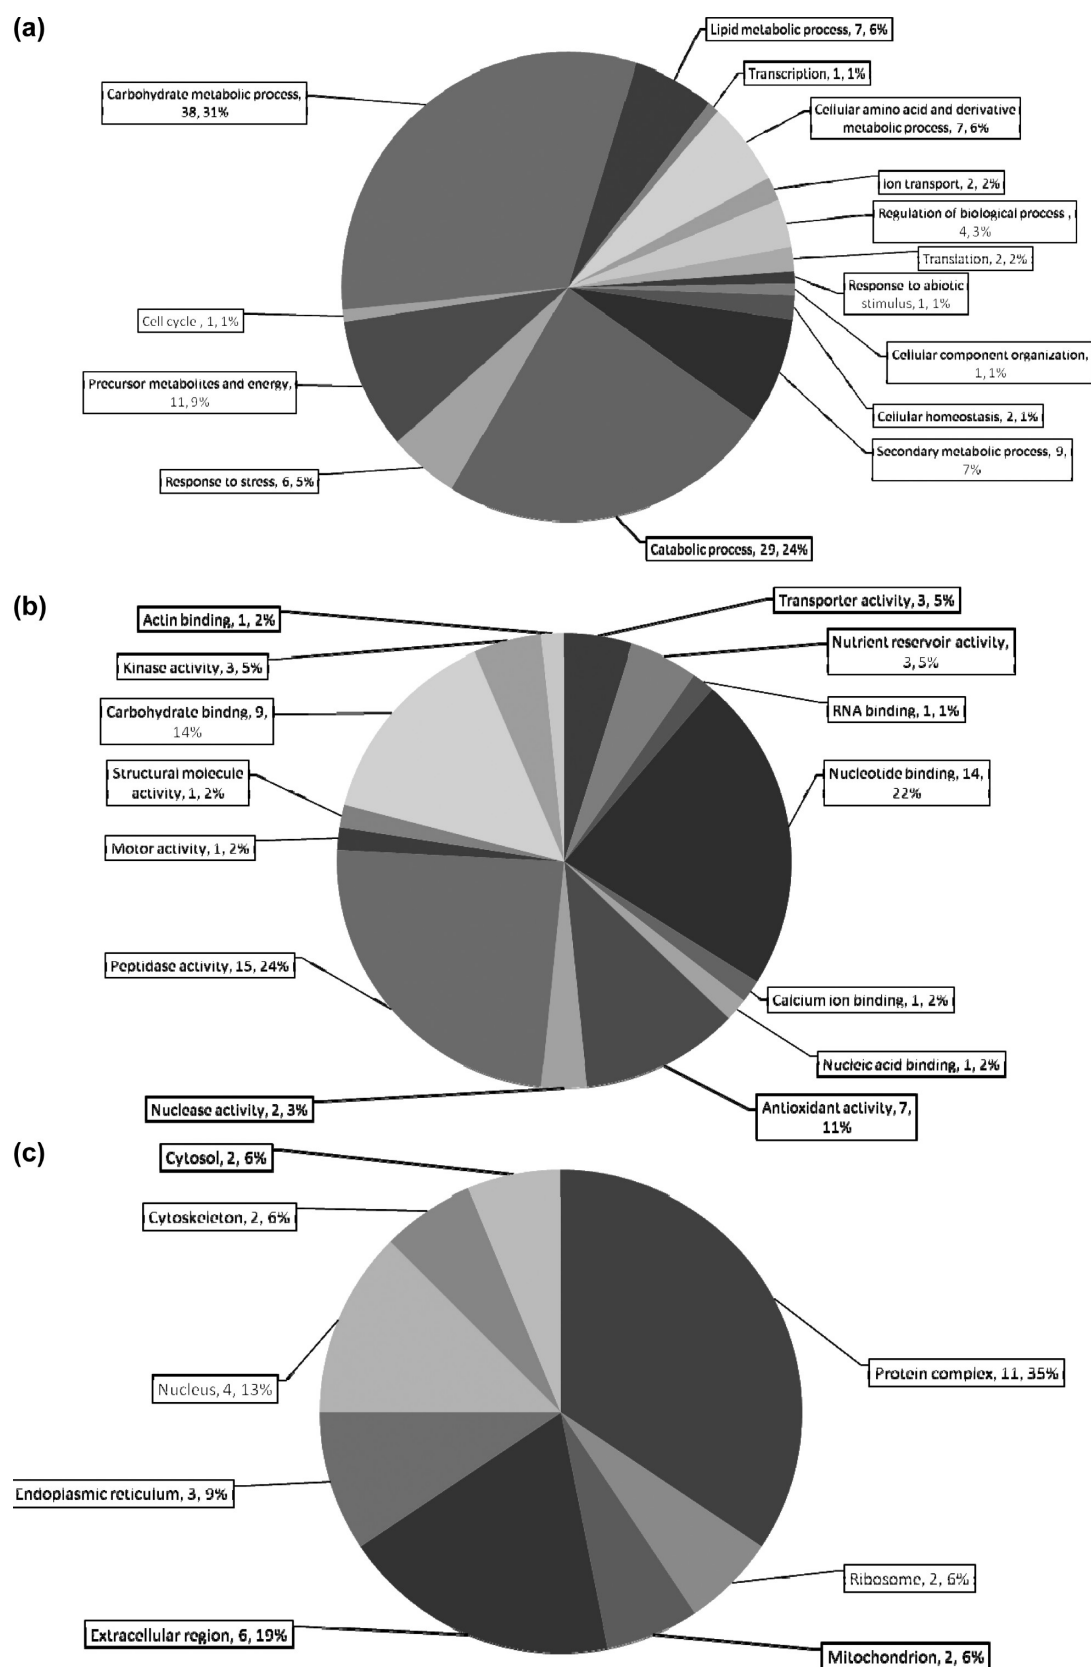 (a)
Lipid metabolic process, 7, 6%
Transcription, 1, 1%
Carbohydrate metabolic process,
38, 31%
Cellular amino acid and derivative
metabolic process, 7, 6%
Ion transport, 2, 2%
Regulation of biological process ,
4, 3%
Translation, 2, 2%
Response to abiotic
stimulus, 1, 1%
Cell cycle , 1, 1%
Cellular component organization,
1, 1%
Precursor metabolites and energy,
11, 9%
Cellular homeostasis, 2, 1%
Secondary metabolic process, 9,
7%
Response to stress, 6, 5%
Catabolic process, 29, 24%
(b)
Transporter activity, 3, 5%
Actin binding, 1, 2%
Nutrient reservoir activity,
3, 5%
Kinase activity, 3, 5%
RNA binding, 1, 1%
Carbohydrate bindng, 9,
14%
Structural molecule
activity, 1, 2%
Nucleotide binding, 14,
22%
Motor activity, 1, 2%
Peptidase activity, 15, 24%
Calcium ion binding, 1, 2%
Nucleic acid binding, 1, 2%
Nuclease activity, 2, 3%
Antioxidant activity, 7,
11%
(c)
Cytosol, 2, 6%
Cytoskeleton, 2, 6%
Protein complex, 11, 35%
Nucleus, 4, 13%
Endoplasmic reticulum, 3, 9%
Ribosome, 2, 6%
Extracellular region, 6, 19%
Mitochondrion, 2, 6%